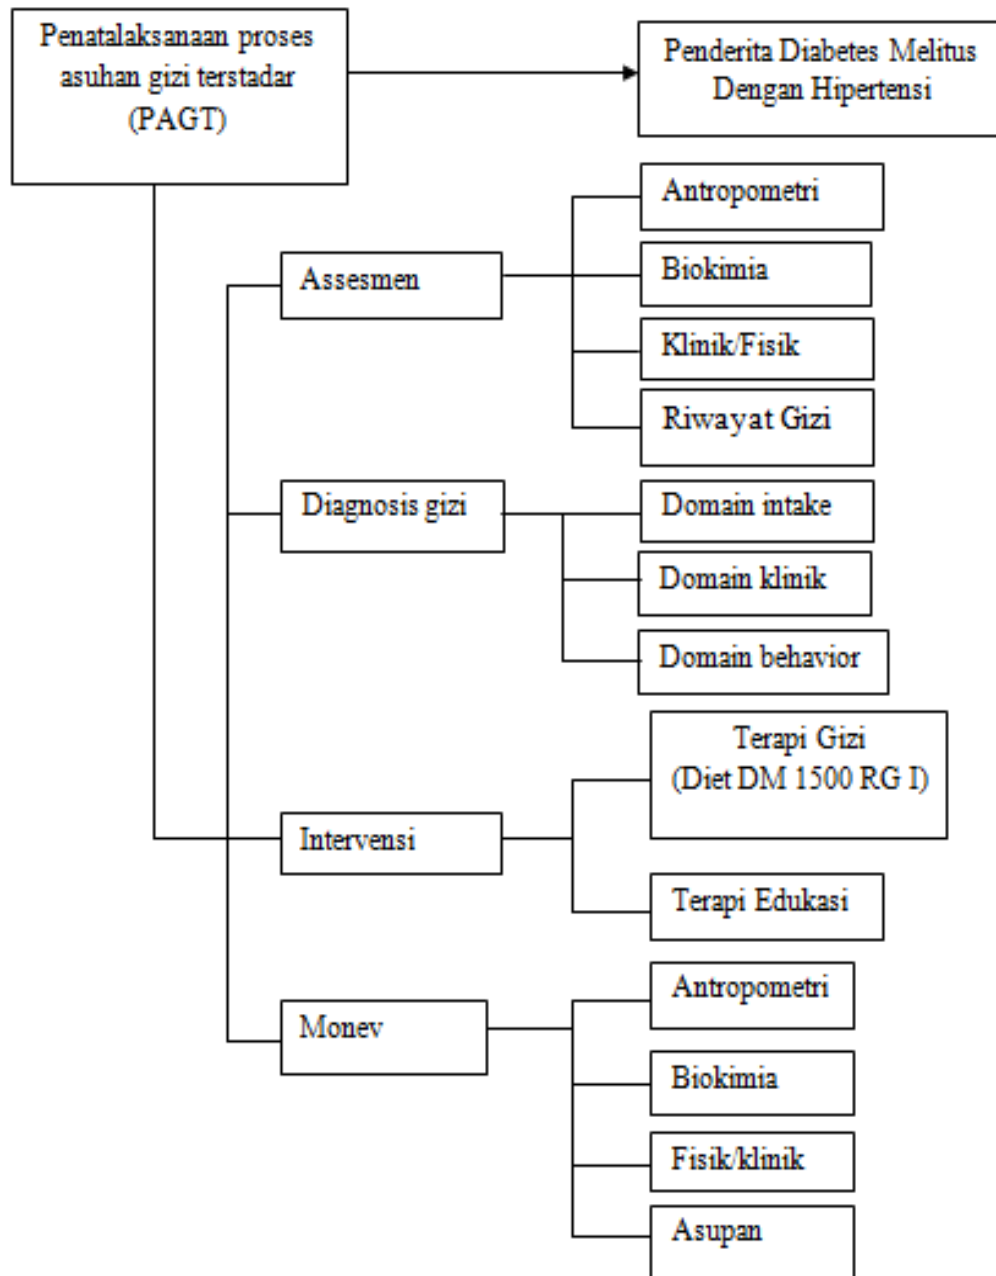 Penatalaksanaan proses
asuhan gizi terstadar
(PAGT)
Penderita Diabetes Melitus
Dengan Hipertensi
Assesmen
Antropometri
Biokimia
Klinik/Fisik
Riwayat Gizi
Diagnosis gizi
Domain intake
Domain klinik
Domain behavior
Intervensi
Terapi Gizi
(Diet DM 1500 RG I)
Terapi Edukasi
Monev
Antropometri
Biokimia
Fisik/klinik
Asupan